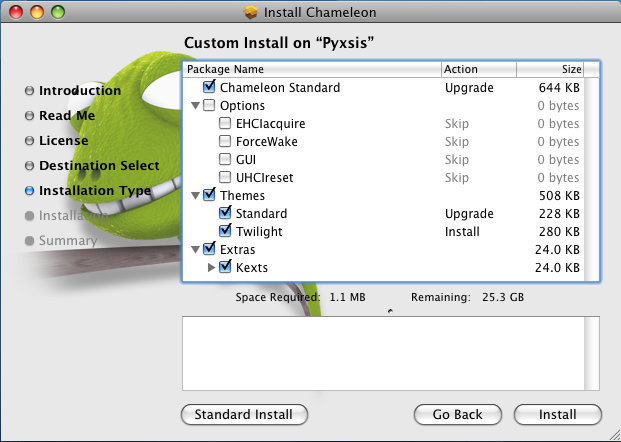 Install Chameleon
Custom Install on “Pyxsis”
Introduction
Read Me
License
Destination Select
Installation Type
Installation
Summary
Package Name Action Size
Chameleon Standard Upgrade 644 KB
Options 0 bytes
EHCIacquire Skip 0 bytes
ForceWake Skip 0 bytes
GUI Skip 0 bytes
UHCIreset Skip 0 bytes
Themes 508 KB
Standard Upgrade 228 KB
Twilight Install 280 KB
Extras 24.0 KB
Kexts 24.0 KB
Space Required: 1.1 MB Remaining: 25.3 GB
Standard Install Go Back Install